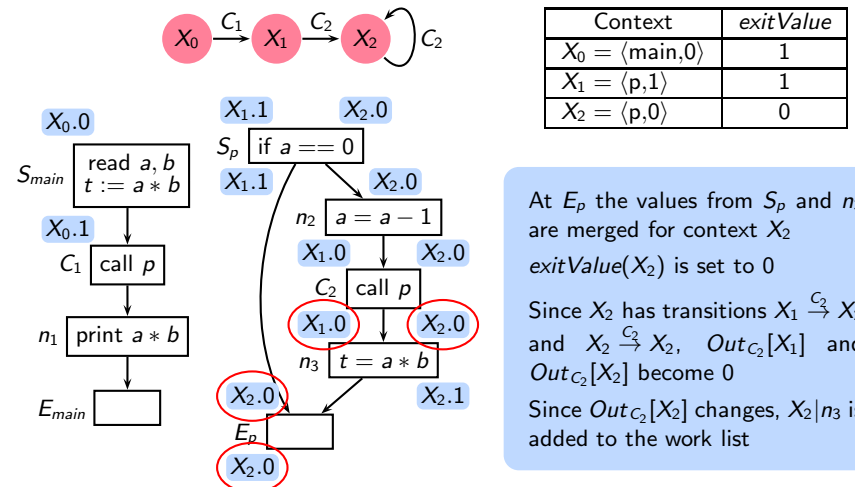 X0 C1 X1 C2 X2 C2
Context exitValue
X0 = ⟨main,0⟩ 1
X1 = ⟨p,1⟩ 1
X2 = ⟨p,0⟩ 0
X0.0
Smain read a, b
t := a ∗ b
X0.1
C1 call p
n1 print a ∗ b
Emain
X1.1 X2.0
Sp if a == 0
X1.1 X2.0
n2 a = a − 1
X1.0 X2.0
C2 call p
X1.0 X2.0
n3 t = a ∗ b
X2.0 X2.1
Ep
X2.0
At Ep the values from Sp and
are merged for context X2
exitValue(X2) is set to 0
Since X2 has transitions X1 →C2
and X2 →C2 X2, OutC2[X1]
OutC2[X2] become 0
Since OutC2[X2] changes, X2|n3
added to the work list